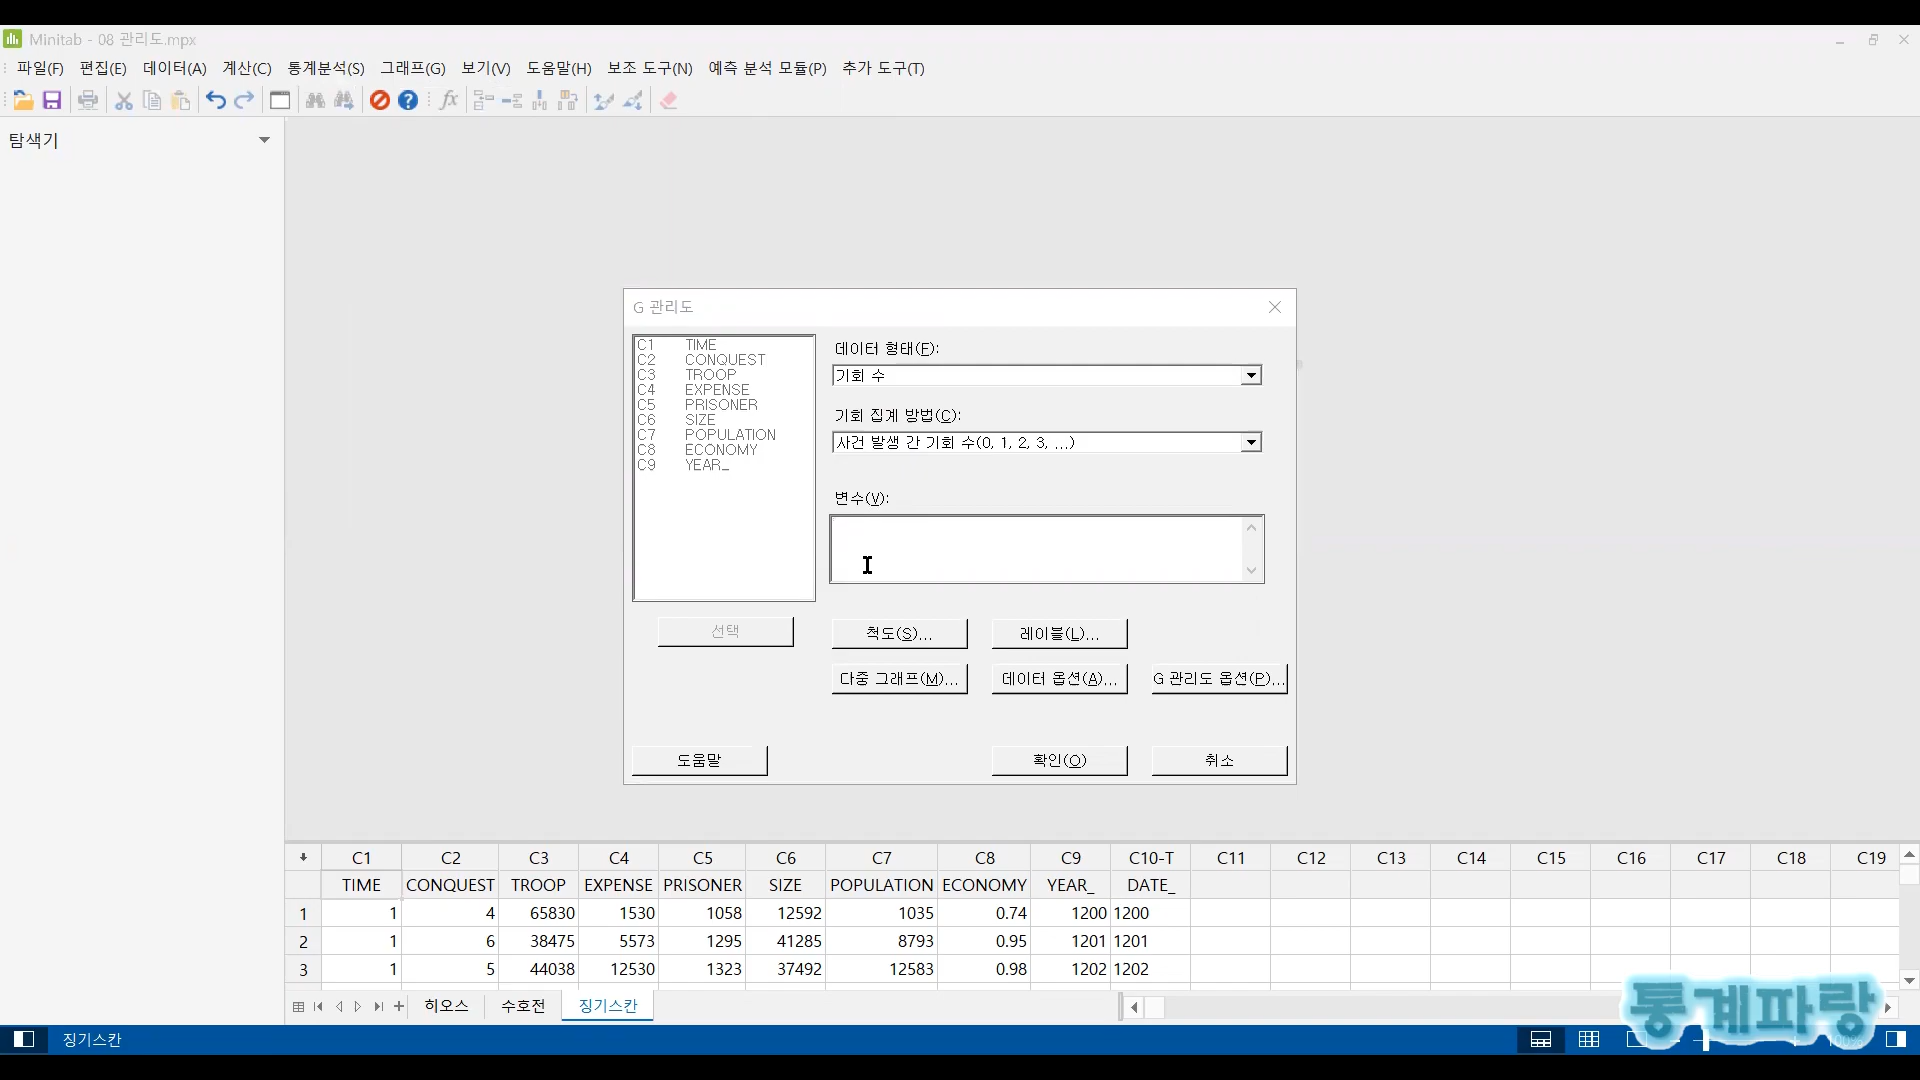 Minitab - 08 관리도.mpx
파일(F) 편집(E) 데이터(A) 계산(C) 통계분석(S) 그래프(G) 보기(V) 도움말(H) 보조 도구(N) 예측 분석 모듈(P) 추가 도구(T)
탐색기
G 관리도
C1 TIME
C2 CONQUEST
C3 TROOP
C4 EXPENSE
C5 PRISONER
C6 SIZE
C7 POPULATION
C8 ECONOMY
C9 YEAR_
데이터 형태(F):
기회 수
기회 집계 방법(C):
사건 발생 간 기회 수(0, 1, 2, 3, ...)
변수(V):
선택
척도(S)... 레이블(L)...
다중 그래프(M)... 데이터 옵션(A)... G 관리도 옵션(P)...
도움말 확인(O) 취소
C1 C2 C3 C4 C5 C6 C7 C8 C9 C10-T C11 C12 C13 C14 C15 C16 C17 C18 C19
TIME CONQUEST TROOP EXPENSE PRISONER SIZE POPULATION ECONOMY YEAR_ DATE_
1 1 4 65830 1530 1058 12592 1035 0.74 1200 1200
2 1 6 38475 5573 1295 41285 8793 0.95 1201 1201
3 1 5 44038 12530 1323 37492 12583 0.98 1202 1202
히오스 수호전 징기스칸
통계파랑
징기스칸